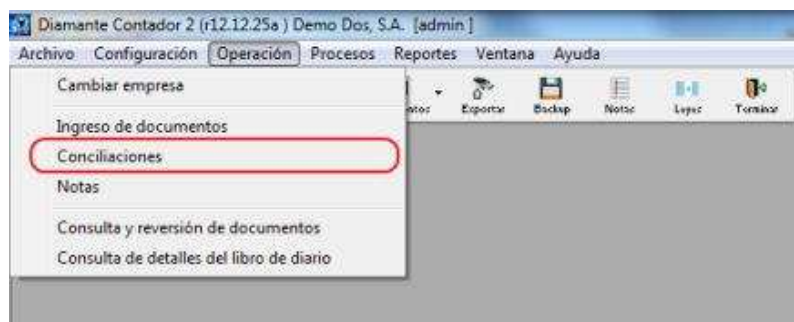 Diamante Contador 2 (r12.12.25a ) Demo Dos, S.A. [admin ]
Archivo Configuración Operación Procesos Reportes Ventana Ayuda
Cambiar empresa
Exportar Backup Notas Leyes Terminar
Ingreso de documentos
Conciliaciones
Notas
Consulta y reversión de documentos
Consulta de detalles del libro de diario